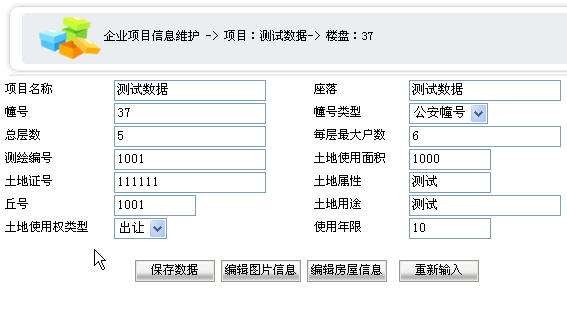 企业项目信息维护 -> 项目：测试数据-> 楼盘：37
项目名称 测试数据 座落 测试数据
幢号 37 幢号类型 公安幢号
总层数 5 每层最大户数 6
测绘编号 1001 土地使用面积 1000
土地证号 111111 土地属性 测试
丘号 1001 土地用途 测试
土地使用权类型 出让 使用年限 10
保存数据 编辑图片信息 编辑房屋信息 重新输入